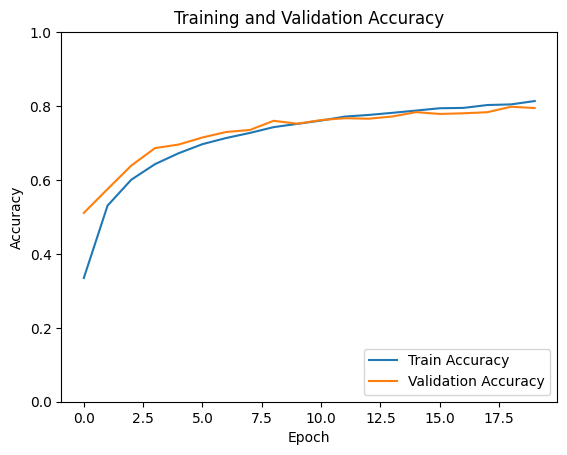 Training and Validation Accuracy
1.0
0.8
0.6
0.4
0.2
0.0
Accuracy
Train Accuracy
Validation Accuracy
0.0 2.5 5.0 7.5 10.0 12.5 15.0 17.5
Epoch